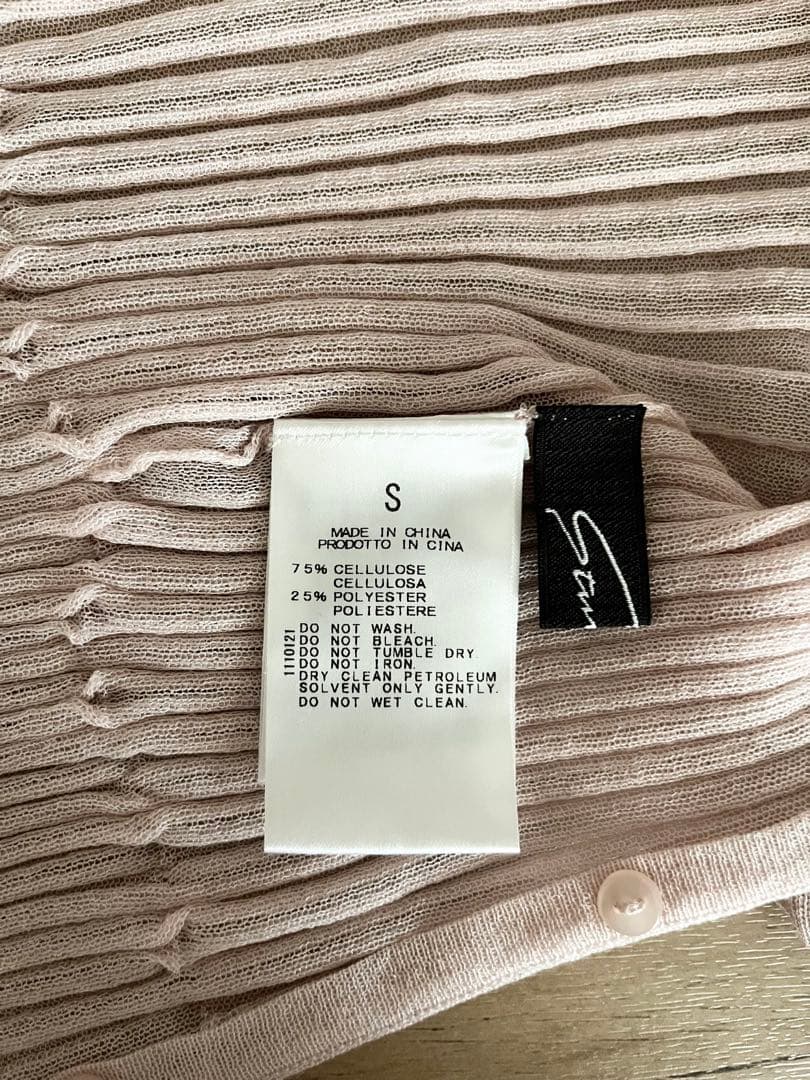 S
MADE IN CHINA
PRODOTTO IN CINA
75% CELLULOSE
CELLULOSA
25% POLYESTER
POLIESTERE
DO NOT WASH.
DO NOT BLEACH.
DO NOT TUMBLE DRY.
DO NOT IRON.
DRY CLEAN PETROLEUM
SOLVENT ONLY GENTLY.
DO NOT WET CLEAN.
1110121